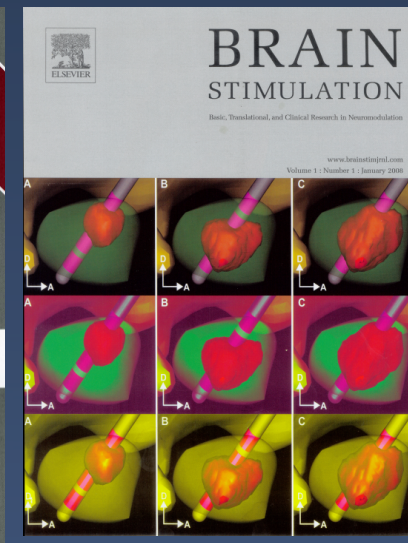 ELSEVIER
BRAIN
STIMULATION
Basic, Translational, and Clinical Research in Neuromodulation
www.brainstimjrnl.com
Volume 1 : Number 1 : January 2008
A B C
D D D
A A A
A B C
D D D
A A A
A B C
D D D
A A A